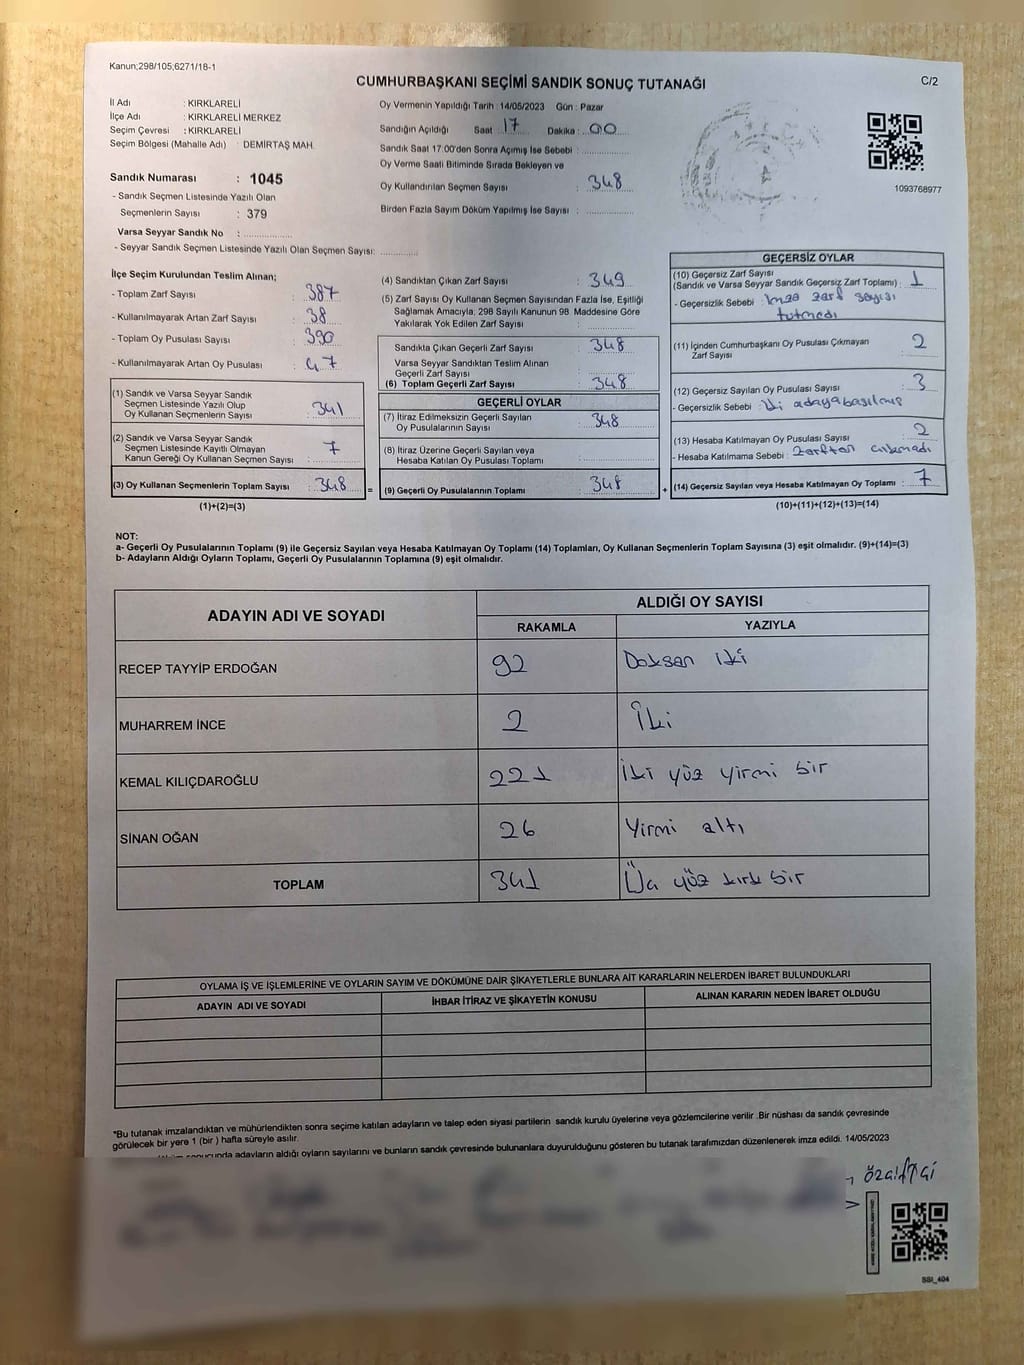 Kanun;298/105,6271/18-1
CUMHURBAŞKANI SEÇİMİ SANDIK SONUÇ TUTANAĞI
C/2
İl Adı : KIRKLARELİ
İlçe Adı : KIRKLARELİ MERKEZ
Seçim Çevresi : KIRKLARELİ
Seçim Bölgesi (Mahalle Adı) : DEMİRTAŞ MAH.
Sandık Numarası : 1045
- Sandık Seçmen Listesinde Yazılı Olan
Seçmenlerin Sayısı : 379
Varsa Seyyar Sandık No :
- Seyyar Sandık Seçmen Listesinde Yazılı Olan Seçmen Sayısı:
Oy Vermenin Yapıldığı Tarih : 14/05/2023 Gün : Pazar
Sandığın Açıldığı Saat : 17 Dakika : 00
Sandık Saat 17:00'den Sonra Açımış İse Sebebi :
Oy Verme Saati Bitiminde Sırada Bekleyen ve
Oy Kullandırılan Seçmen Sayısı : 348
Birden Fazla Sayım Döküm Yapılmış İse Sayısı :
1093768977
İlçe Seçim Kurulundan Teslim Alınan;
- Toplam Zarf Sayısı : 387
- Kullanılmayarak Artan Zarf Sayısı : 38
- Toplam Oy Pusulası Sayısı : 390
- Kullanılmayarak Artan Oy Pusulası : 47
(1) Sandık ve Varsa Seyyar Sandık
Seçmen Listesinde Yazılı Olup
Oy Kullanan Seçmenlerin Sayısı : 341
(2) Sandık ve Varsa Seyyar Sandık
Seçmen Listesinde Kayıtlı Olmayan
Kanun Gereği Oy Kullanan Seçmen Sayısı : 7
(3) Oy Kullanan Seçmenlerin Toplam Sayısı : 348 =
(1)+(2)=(3)
(4) Sandıktan Çıkan Zarf Sayısı : 349
(5) Zarf Sayısı Oy Kullanan Seçmen Sayısından Fazla İse, Eşitliği
Sağlamak Amacıyla, 298 Sayılı Kanunun 98. Maddesine Göre
Yakılarak Yok Edilen Zarf Sayısı :
Sandıkta Çıkan Geçerli Zarf Sayısı : 348
Varsa Seyyar Sandıktan Teslim Alınan
Geçerli Zarf Sayısı :
(6) Toplam Geçerli Zarf Sayısı : 348
GEÇERLİ OYLAR
(7) İtiraz Edilmeksizin Geçerli Sayılan
Oy Pusulalarının Sayısı : 348
(8) İtiraz Üzerine Geçerli Sayılan veya
Hesaba Katılan Oy Pusulası Toplamı :
(9) Geçerli Oy Pusulalarının Toplamı : 348 +
GEÇERSİZ OYLAR
(10) Geçersiz Zarf Sayısı
(Sandık ve Varsa Seyyar Sandık Geçersiz Zarf Toplamı) : 1
- Geçersizlik Sebebi : imza zarf sayısı
tutmadı
(11) İçinden Cumhurbaşkanı Oy Pusulası Çıkmayan
Zarf Sayısı : 2
(12) Geçersiz Sayılan Oy Pusulası Sayısı : 3
- Geçersizlik Sebebi : İki adaya basılmış
(13) Hesaba Katılmayan Oy Pusulası Sayısı : 2
- Hesaba Katılmama Sebebi : Zarftan çıkmadı
(14) Geçersiz Sayılan veya Hesaba Katılmayan Oy Toplamı : 7
(10)+(11)+(12)+(13)=(14)
NOT:
a- Geçerli Oy Pusulalarının Toplamı (9) ile Geçersiz Sayılan veya Hesaba Katılmayan Oy Toplamı (14) Toplamları, Oy Kullanan Seçmenlerin Toplam Sayısına (3) eşit olmalıdır. (9)+(14)=(3)
b- Adayların Aldığı Oyların Toplamı, Geçerli Oy Pusulalarının Toplamına (9) eşit olmalıdır.
ADAYIN ADI VE SOYADI ALDIĞI OY SAYISI
RAKAMLA YAZIYLA
RECEP TAYYİP ERDOĞAN 92 Doksan iki
MUHARREM İNCE 2 İki
KEMAL KILIÇDAROĞLU 221 İki yüz yirmi bir
SİNAN OĞAN 26 Yirmi altı
TOPLAM 341 Üç yüz kırk bir
OYLAMA İŞ VE İŞLEMLERİNE VE OYLARIN SAYIM VE DÖKÜMÜNE DAİR ŞİKAYETLERLE BUNLARA AİT KARARLARIN NELERDEN İBARET BULUNDUKLARI
ADAYIN ADI VE SOYADI İHBAR İTİRAZ VE ŞİKAYETİN KONUSU ALINAN KARARIN NEDEN İBARET OLDUĞU
*Bu tutanak imzalandıktan ve mühürlendikten sonra seçime katılan adayların ve talep eden siyasi partilerin sandık kurulu üyelerine veya gözlemcilerine verilir .Bir nüshası da sandık çevresinde
görülecek bir yere 1 (bir ) hafta süreyle asılır.
adayların aldığı oyların sayılarını ve bunların sandık çevresinde bulunanlara duyurulduğunu gösteren bu tutanak tarafımızdan düzenlenerek imza edildi. 14/05/2023
SSI_404